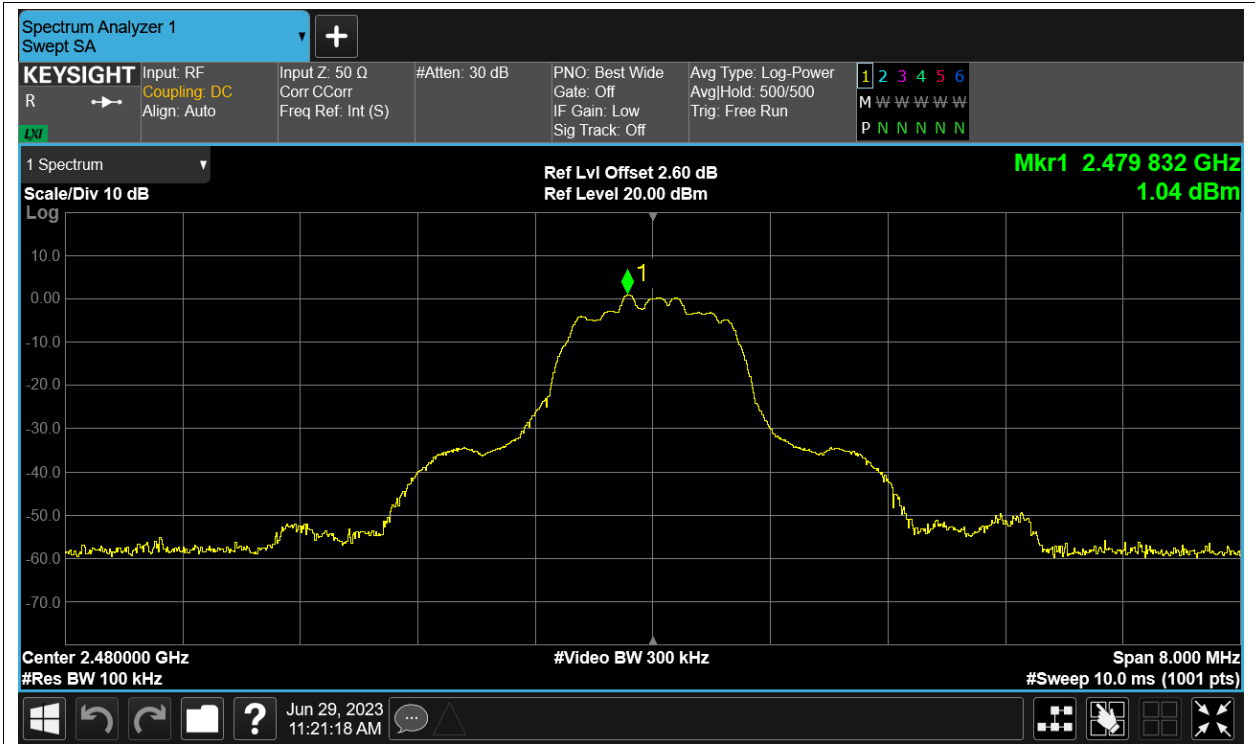 Spectrum Analyzer 1
Swept SA
KEYSIGHT
R
LXI
Input: RF
Coupling: DC
Align: Auto
Input Z: 50 Ω
Corr CCorr
Freq Ref: Int (S)
#Atten: 30 dB
PNO: Best Wide
Gate: Off
IF Gain: Low
Sig Track: Off
Avg Type: Log-Power
Avg|Hold: 500/500
Trig: Free Run
1 2 3 4 5 6
M W W W W W
P N N N N N
1 Spectrum
Scale/Div 10 dB
Log
Ref Lvl Offset 2.60 dB
Ref Level 20.00 dBm
Mkr1 2.479 832 GHz
1.04 dBm
1
10.0
0.00
-10.0
-20.0
-30.0
-40.0
-50.0
-60.0
-70.0
Center 2.480000 GHz
#Res BW 100 kHz
#Video BW 300 kHz
Span 8.000 MHz
#Sweep 10.0 ms (1001 pts)
?
Jun 29, 2023
11:21:18 AM